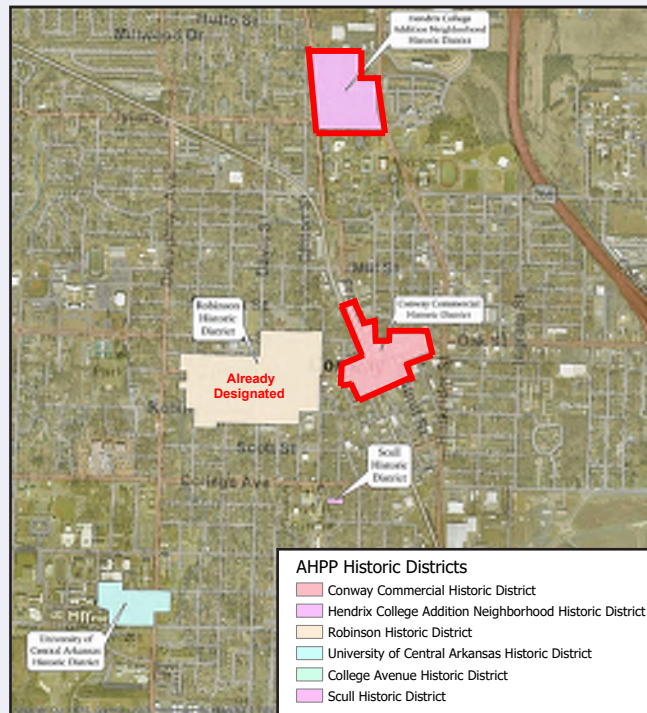 Hendrix College
Addition Neighborhood
Historic District
Mill St
Robinson
Historic
District
Conway Commercial
Historic District
Oak St
Already
Designated
Scott St
Scull
Historic
District
College Ave
University of
Central Arkansas
Historic District
AHPP Historic Districts
Conway Commercial Historic District
Hendrix College Addition Neighborhood Historic District
Robinson Historic District
University of Central Arkansas Historic District
College Avenue Historic District
Scull Historic District